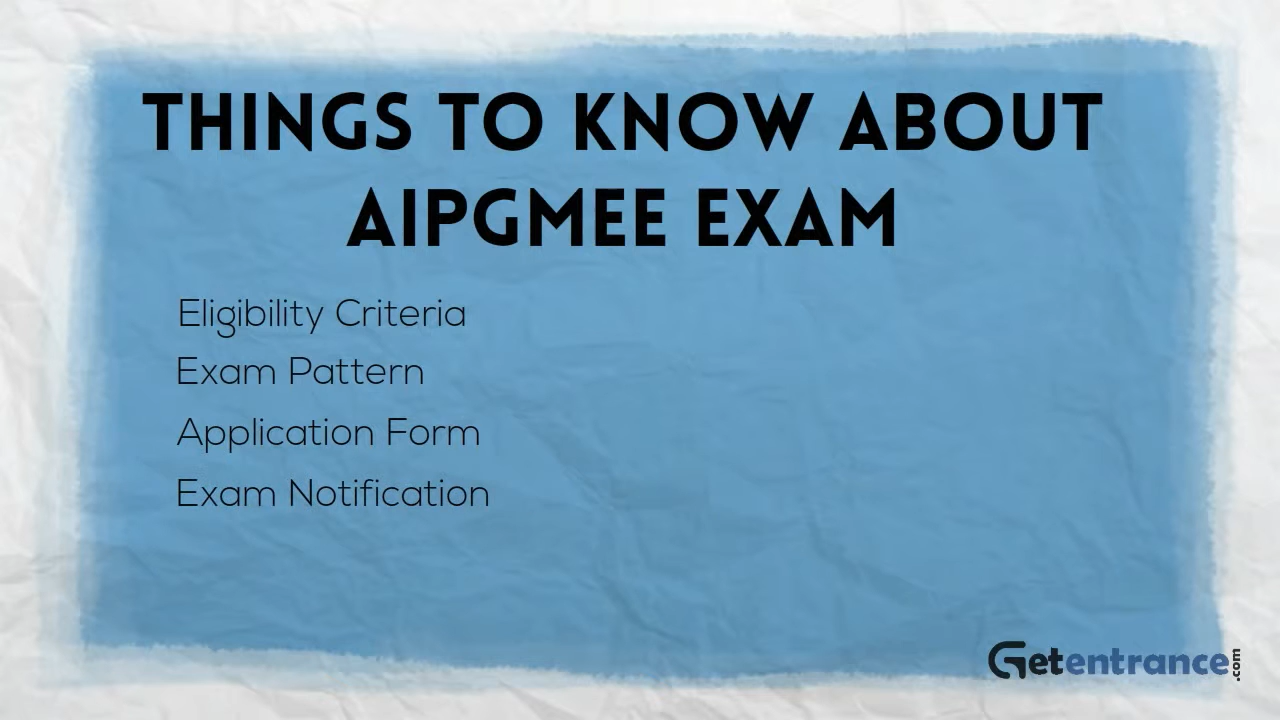 THINGS TO KNOW ABOUT
AIPGMEE EXAM
Eligibility Criteria
Exam Pattern
Application Form
Exam Notification
Getentrance.com